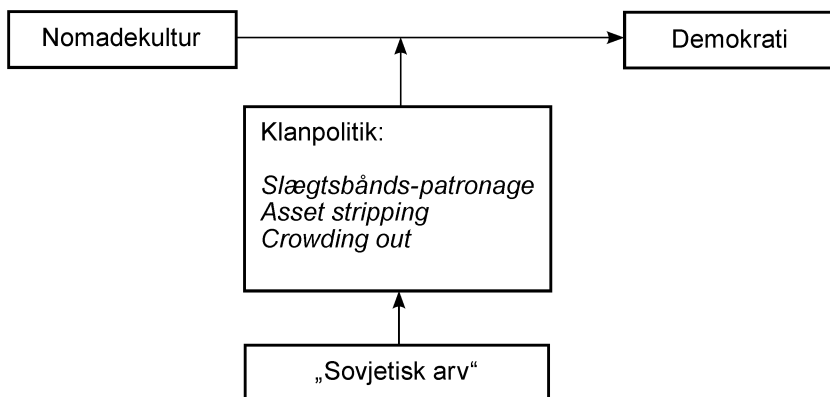 Nomadekultur
Demokrati
Klanpolitik:
Slægtsbånds-patronage
Asset stripping
Crowding out
„Sovjetisk arv“